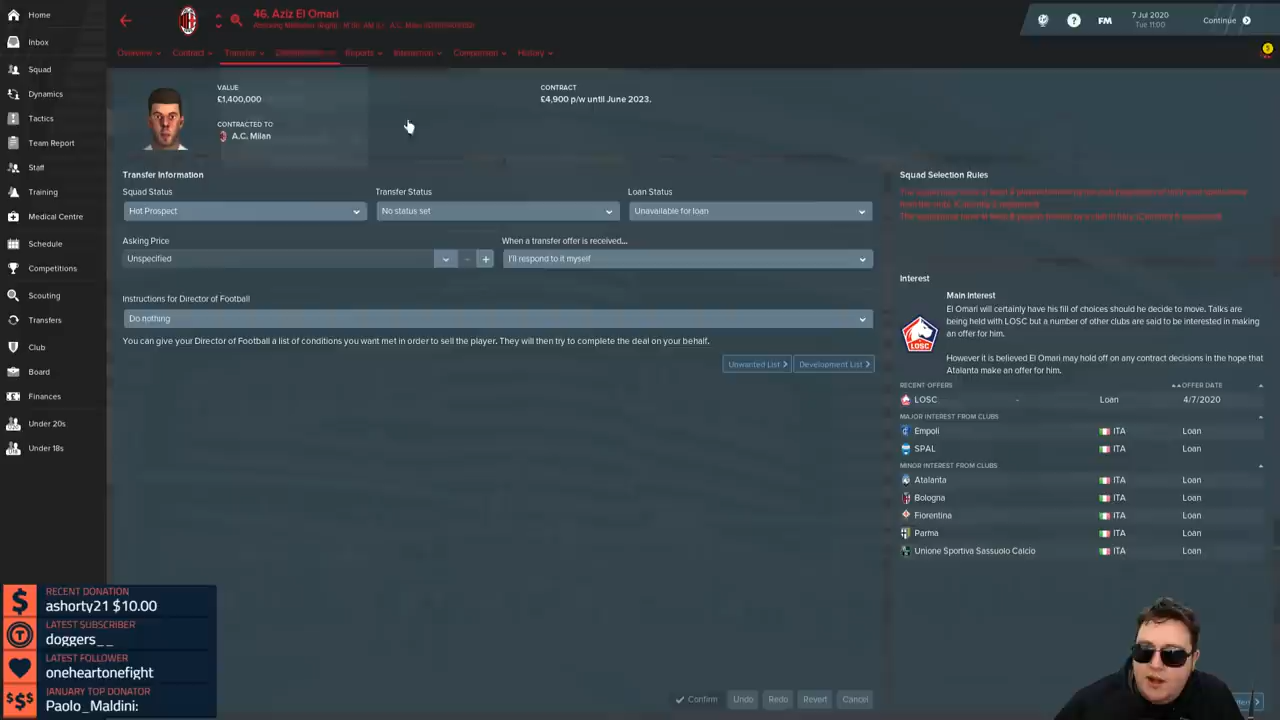 Home
Inbox
Squad
Dynamics
Tactics
Team Report
Staff
Training
Medical Centre
Schedule
Competitions
Scouting
Transfers
Club
Board
Finances
Under 20s
Under 18s
46. Aziz El Omari
FM
7 Jul 2020
Tue 11:00
Continue
Overview
Contract
Transfer
Reports
Interaction
Comparison
History
VALUE
£1,400,000
CONTRACTED TO
A.C. Milan
CONTRACT
£4,900 p/w until June 2023.
Transfer Information
Squad Status
Transfer Status
Loan Status
Hot Prospect
No status set
Unavailable for loan
Asking Price
When a transfer offer is received...
Unspecified
I'll respond to it myself
Instructions for Director of Football
Do nothing
You can give your Director of Football a list of conditions you want met in order to sell the player. They will then try to complete the deal on your behalf.
Unwanted List
Development List
Confirm
Undo
Redo
Revert
Cancel
Squad Selection Rules
Interest
Main Interest
El Omari will certainly have his fill of choices should he decide to move. Talks are
being held with LOSC but a number of other clubs are said to be interested in making
an offer for him.
However it is believed El Omari may hold off on any contract decisions in the hope that
Atalanta make an offer for him.
LOSC
RECENT OFFERS
OFFER DATE
LOSC - Loan 4/7/2020
MAJOR INTEREST FROM CLUBS
Empoli ITA Loan
SPAL ITA Loan
MINOR INTEREST FROM CLUBS
Atalanta ITA Loan
Bologna ITA Loan
Fiorentina ITA Loan
Parma ITA Loan
Unione Sportiva Sassuolo Calcio ITA Loan
RECENT DONATION
ashorty21 $10.00
LATEST SUBSCRIBER
doggers__
LATEST FOLLOWER
oneheartonefight
JANUARY TOP DONATOR
Paolo_Maldini: